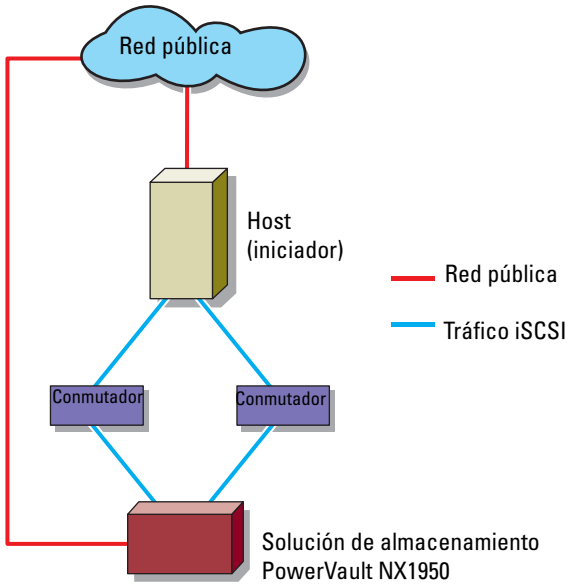 Red pública
Host
(iniciador)
Red pública
Tráfico iSCSI
Conmutador
Conmutador
Solución de almacenamiento
PowerVault NX1950